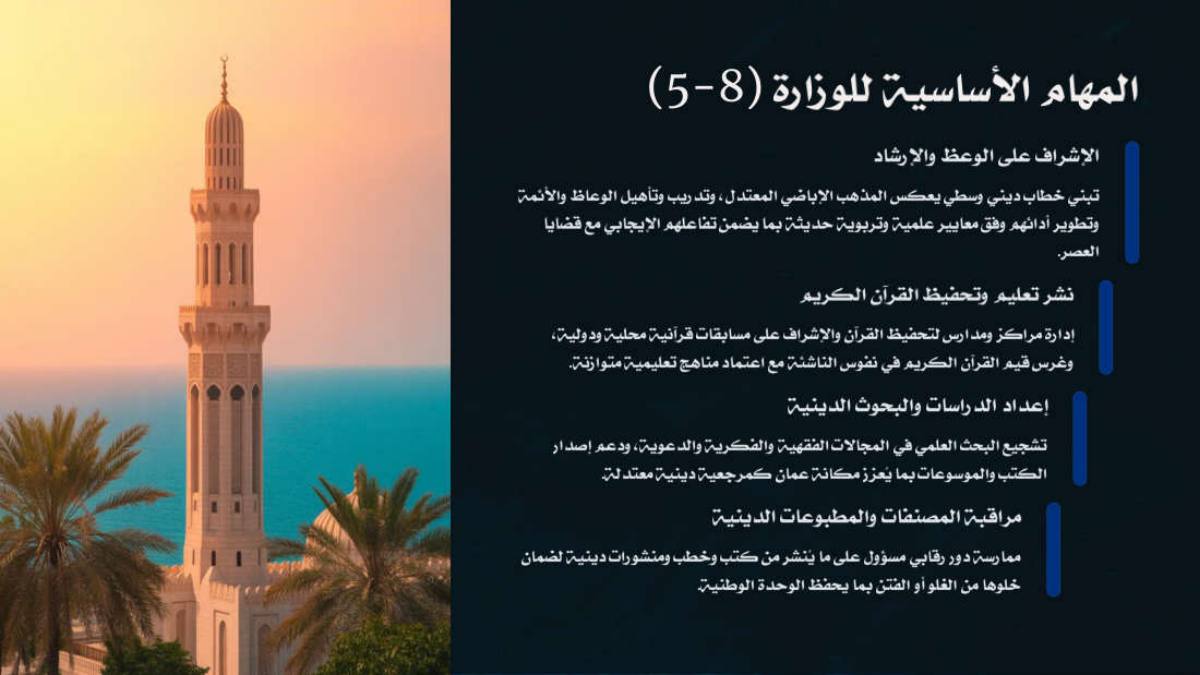 المهام الأساسية للوزارة (5-8)
الإشراف على الوعظ والإرشاد
تبني خطاب ديني وسطي يعكس المذهب الإباضي المعتدل، وتدريب وتأهيل الوعاظ والأئمة
وتطوير أدائهم وفق معايير علمية وتربوية حديثة بما يضمن تفاعلهم الإيجابي مع قضايا
العصر.
نشر تعليم وتحفيظ القرآن الكريم
إدارة مراكز ومدارس لتحفيظ القرآن والإشراف على مسابقات قرآنية محلية ودولية،
وغرس قيم القرآن الكريم في نفوس الناشئة مع اعتماد مناهج تعليمية متوازنة.
إعداد الدراسات والبحوث الدينية
تشجيع البحث العلمي في المجالات الفقهية والفكرية والدعوية، ودعم إصدار
الكتب والموسوعات بما يُعزز مكانة عمان كمرجعية دينية معتدلة.
مراقبة المصنفات والمطبوعات الدينية
ممارسة دور رقابي مسؤول على ما يُنشر من كتب وخطب ومنشورات دينية لضمان
خلوها من الغلو أو الفتن بما يحفظ الوحدة الوطنية.